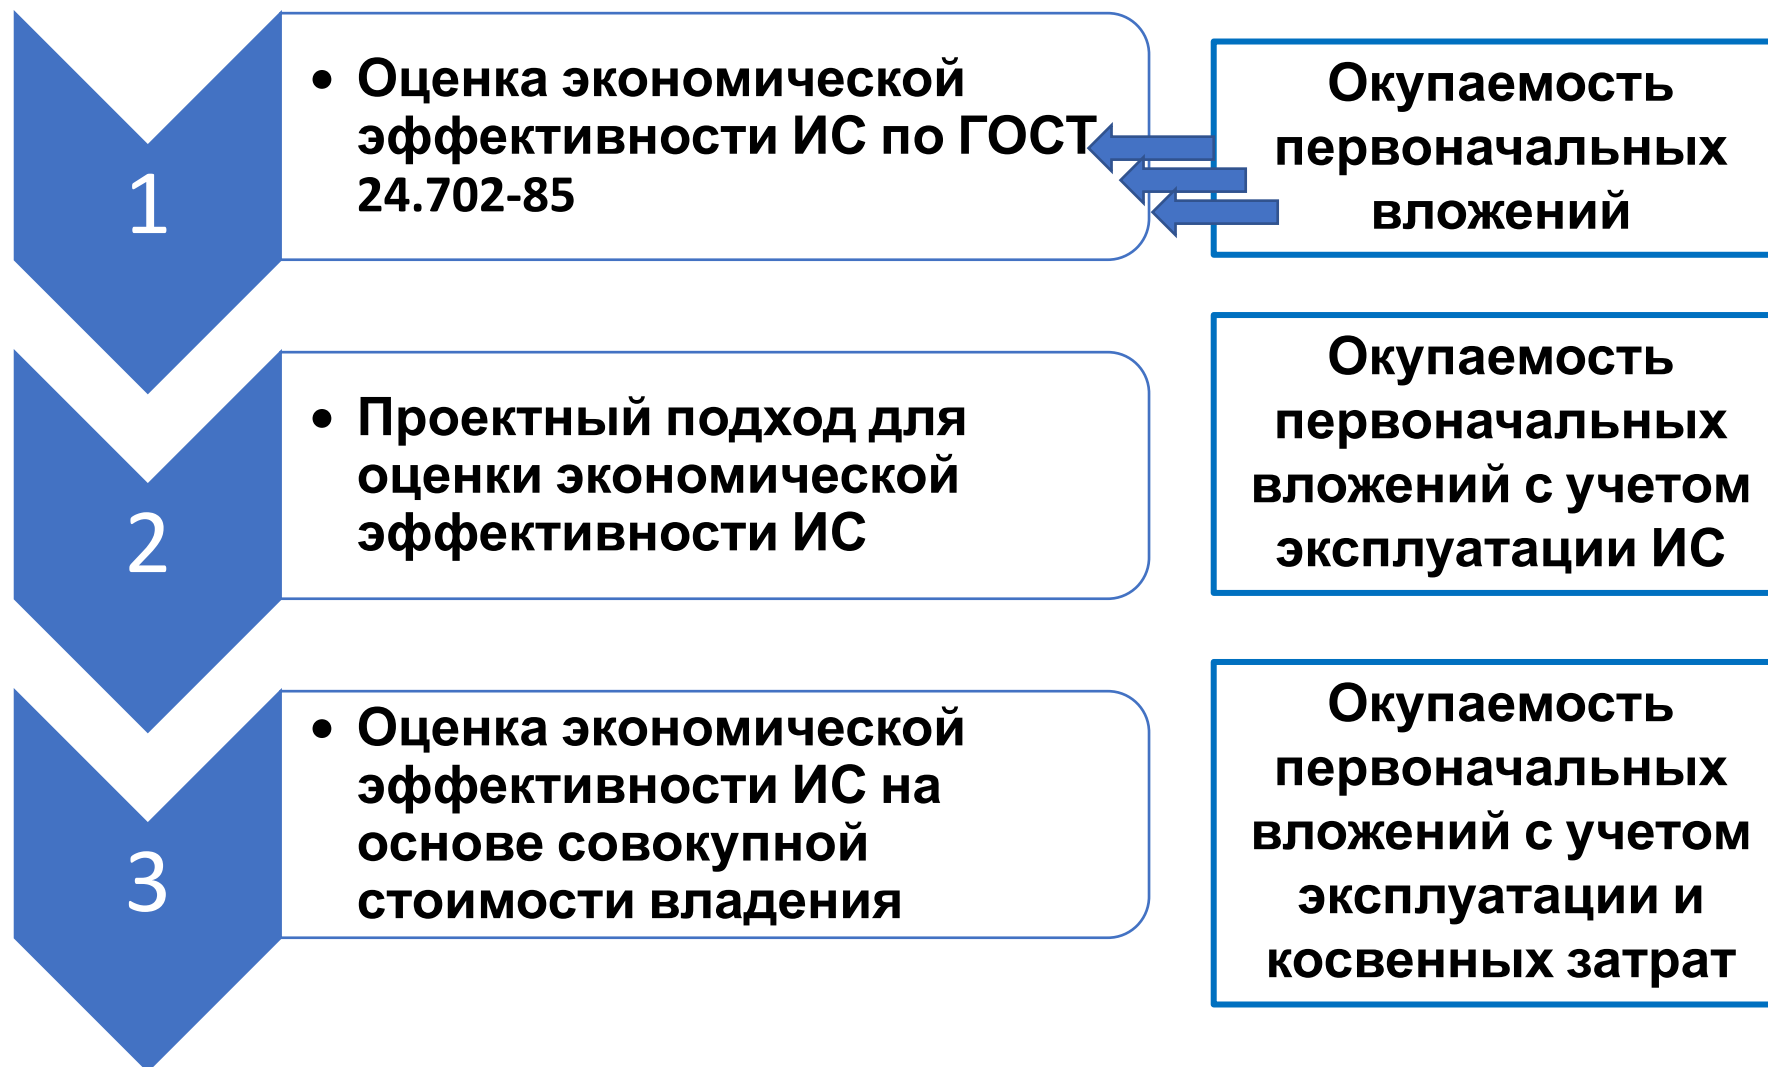 1
• Оценка экономической
эффективности ИС по ГОСТ
24.702-85
Окупаемость
первоначальных
вложений
2
• Проектный подход для
оценки экономической
эффективности ИС
Окупаемость
первоначальных
вложений с учетом
эксплуатации ИС
3
• Оценка экономической
эффективности ИС на
основе совокупной
стоимости владения
Окупаемость
первоначальных
вложений с учетом
эксплуатации и
косвенных затрат